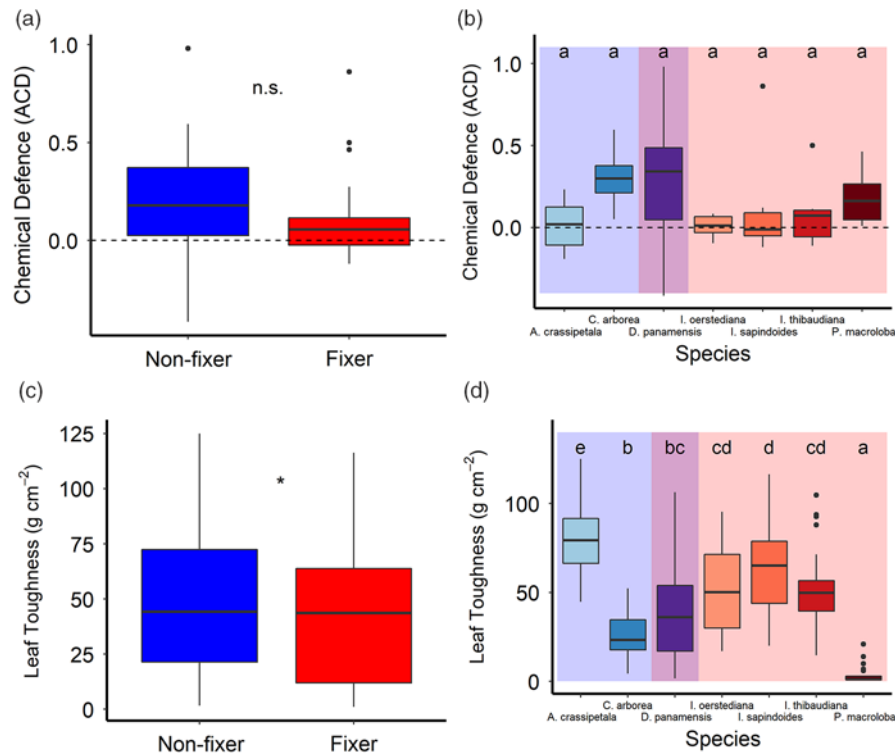 (a)
Chemical Defence (ACD)
1.0
0.5
0.0
n.s.
Non-fixer Fixer
(b)
Chemical Defence (ACD)
1.0
0.5
0.0
a a a a a a a
C. arborea I. oerstediana I. thibaudiana
A. crassipetala D. panamensis I. sapindoides P. macroloba
Species
(c)
Leaf Toughness (g cm⁻²)
125
100
75
50
25
0
*
Non-fixer Fixer
(d)
Leaf Toughness (g cm⁻²)
100
50
0
e b bc cd d cd a
C. arborea I. oerstediana I. thibaudiana
A. crassipetala D. panamensis I. sapindoides P. macroloba
Species